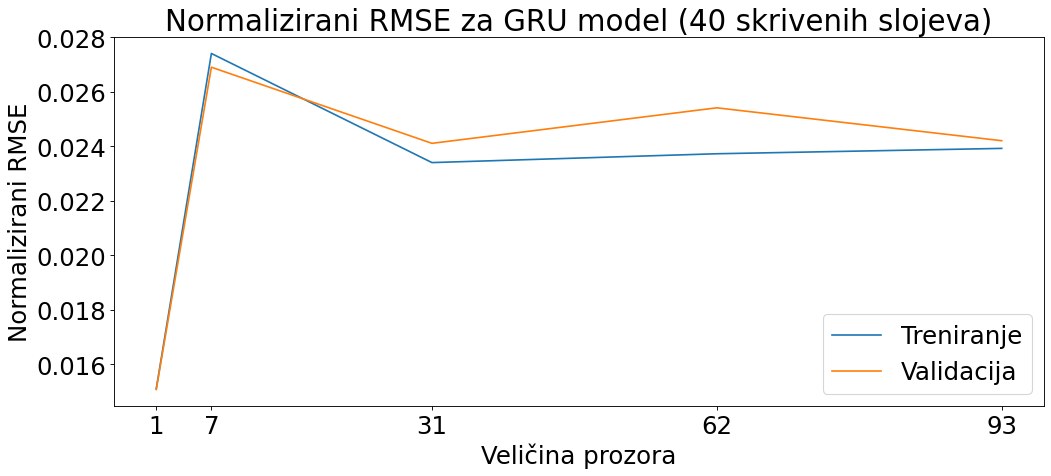 Normalizirani RMSE za GRU model (40 skrivenih slojeva)
Normalizirani RMSE
0.028
0.026
0.024
0.022
0.020
0.018
0.016
Treniranje
Validacija
1 7 31 62 93
Veličina prozora